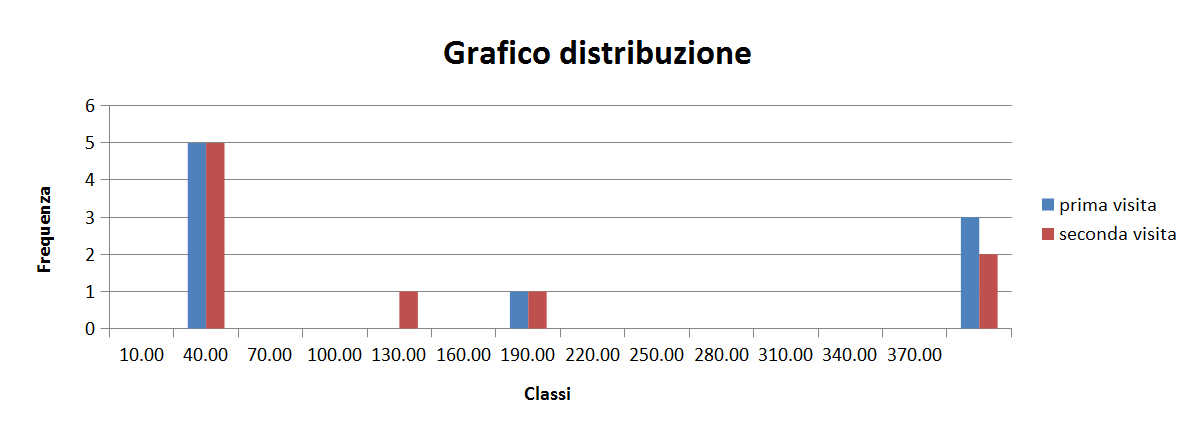 Grafico distribuzione
6
5
4
3
2
1
0
Frequenza
10.00 40.00 70.00 100.00 130.00 160.00 190.00 220.00 250.00 280.00 310.00 340.00 370.00
Classi
prima visita
seconda visita